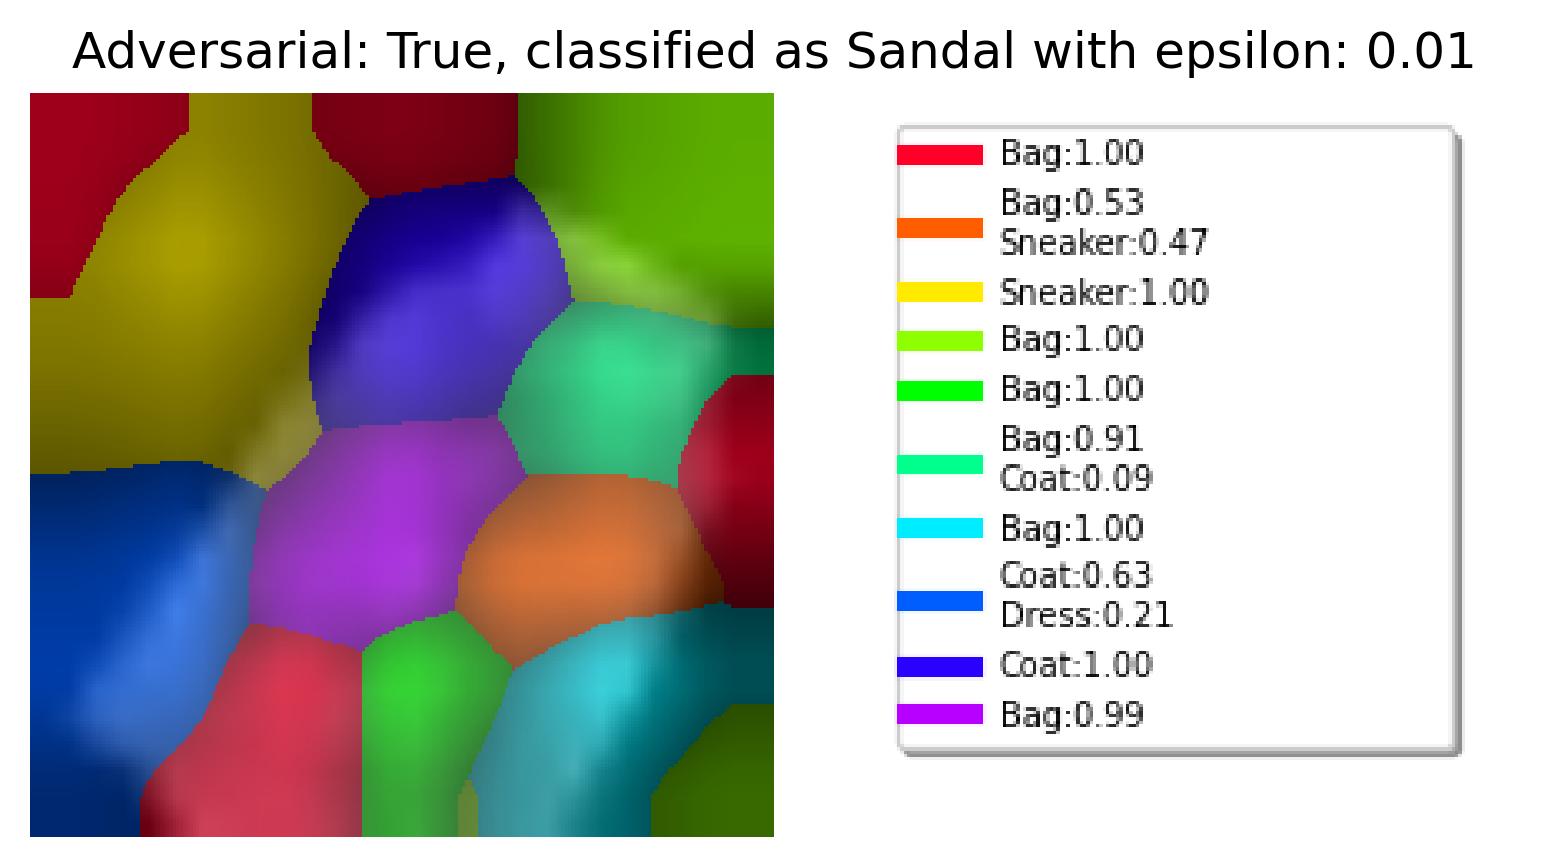 Adversarial: True, classified as Sandal with epsilon: 0.01
Bag:1.00
Bag:0.53
Sneaker:0.47
Sneaker:1.00
Bag:1.00
Bag:1.00
Bag:0.91
Coat:0.09
Bag:1.00
Coat:0.63
Dress:0.21
Coat:1.00
Bag:0.99